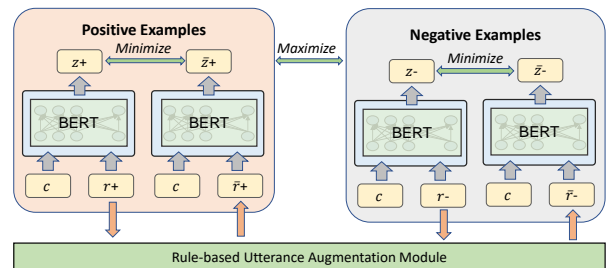 Positive Examples
Minimize
z+
z̄+
BERT
BERT
c
r+
c
r̄+
Maximize
Negative Examples
Minimize
z-
z̄-
BERT
BERT
c
r-
c
r̄-
Rule-based Utterance Augmentation Module